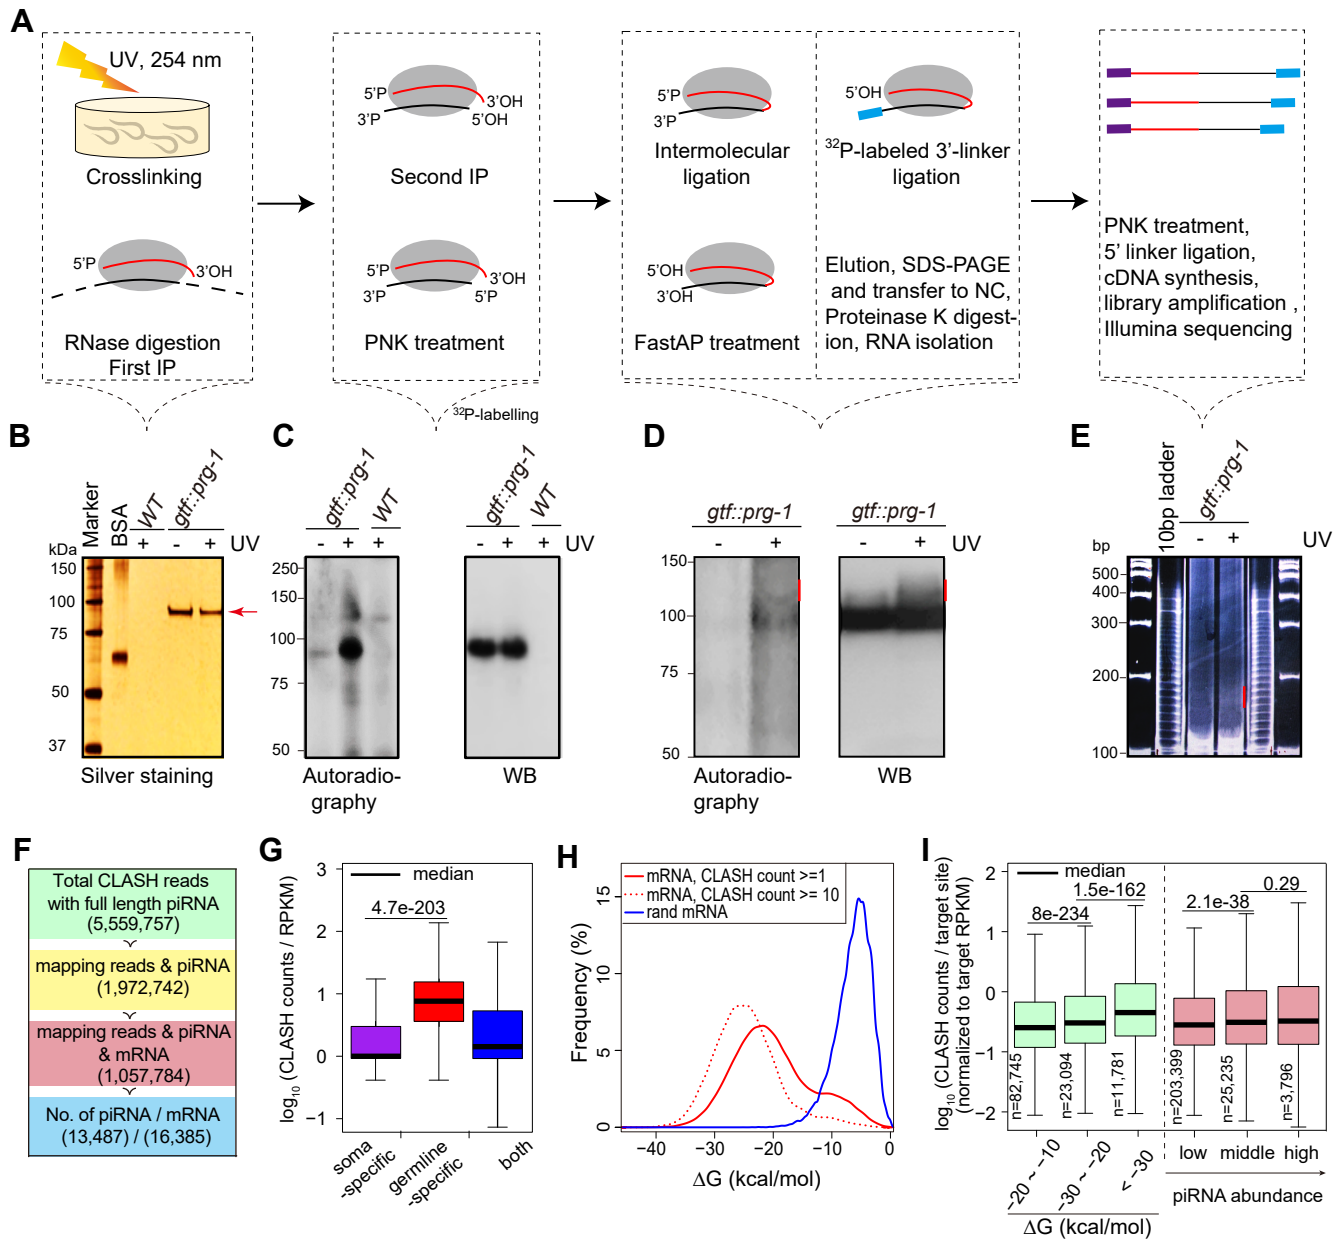 A
UV, 254 nm
Crosslinking
5'P
3'OH
RNase digestion
First IP
5'P
3'OH
3'P
5'OH
Second IP
5'P
3'OH
3'P
5'P
PNK treatment
32P-labelling
5'P
3'P
Intermolecular
ligation
5'OH
3'OH
FastAP treatment
5'OH
32P-labeled 3'-linker
ligation
Elution, SDS-PAGE
and transfer to NC,
Proteinase K digest-
ion, RNA isolation
PNK treatment,
5' linker ligation,
cDNA synthesis,
library amplification ,
Illumina sequencing
B
Marker
BSA
WT
gtf::prg-1
+ - + UV
kDa
150
100
75
50
37
Silver staining
C
gtf::prg-1
WT
gtf::prg-1
WT
- + + - + + UV
250
150
100
75
50
Autoradio-
graphy
WB
D
gtf::prg-1
gtf::prg-1
- + - + UV
150
100
75
50
Autoradio-
graphy
WB
E
10bp ladder
gtf::prg-1
- + UV
bp
500
400
300
200
100
F
Total CLASH reads
with full length piRNA
(5,559,757)
mapping reads & piRNA
(1,972,742)
mapping reads & piRNA
& mRNA
(1,057,784)
No. of piRNA / mRNA
(13,487) / (16,385)
G
log10 (CLASH counts / RPKM)
3
2
1
0
−1
median
4.7e-203
soma
-specific
germline
-specific
both
H
mRNA, CLASH count >=1
mRNA, CLASH count >= 10
rand mRNA
Frequency (%)
15
10
5
0
−40 −30 −20 −10 0
ΔG (kcal/mol)
I
log10 (CLASH counts / target site)
(normalized to target RPKM)
2
1
0
−1
−2
median
1.5e-162
8e-234
0.29
2.1e-38
n=82,745
n=23,094
n=11,781
n=203,399
n=25,235
n=3,796
−20 ~ −10
−30 ~ −20
< −30
ΔG (kcal/mol)
low middle high
piRNA abundance